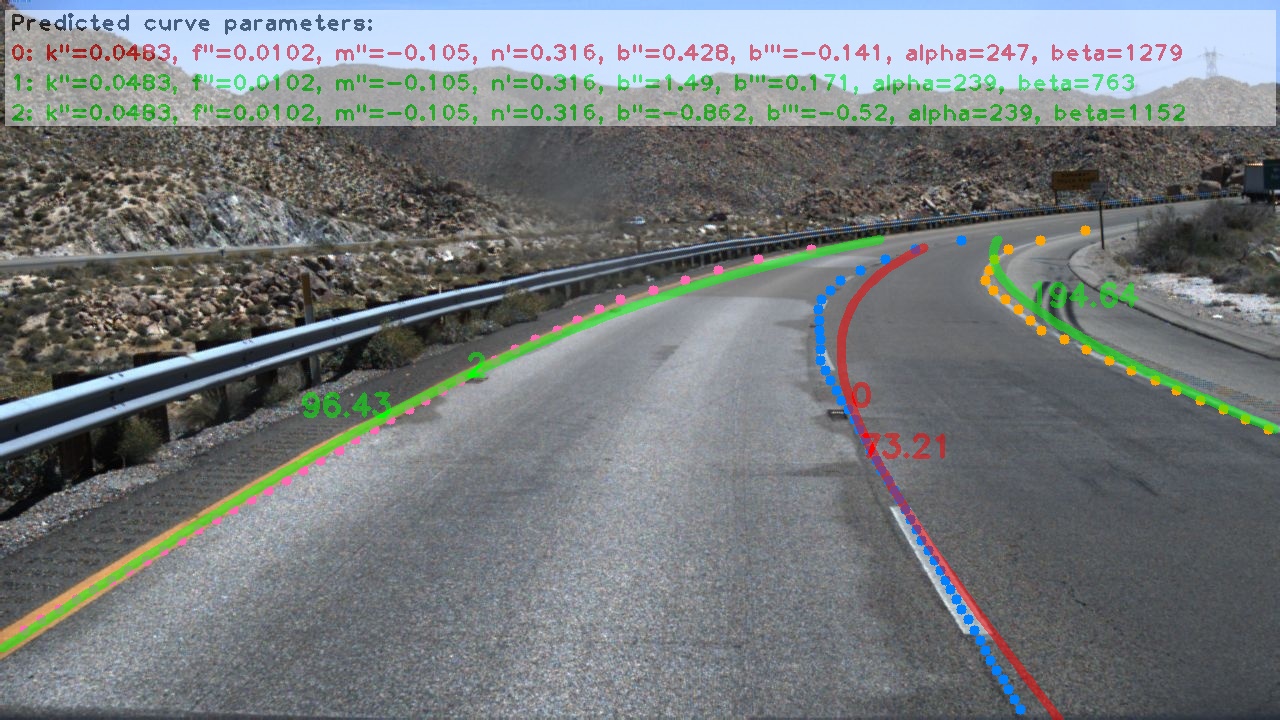 Predicted curve parameters:
0: k"=0.0483, f"=0.0102, m"=-0.105, n'=0.316, b"=0.428, b'"=-0.141, alpha=247, beta=1279
1: k"=0.0483, f"=0.0102, m"=-0.105, n'=0.316, b"=1.49, b'"=0.171, alpha=239, beta=763
2: k"=0.0483, f"=0.0102, m"=-0.105, n'=0.316, b"=-0.862, b'"=-0.52, alpha=239, beta=1152
1
194.64
2
96.43
0
73.21